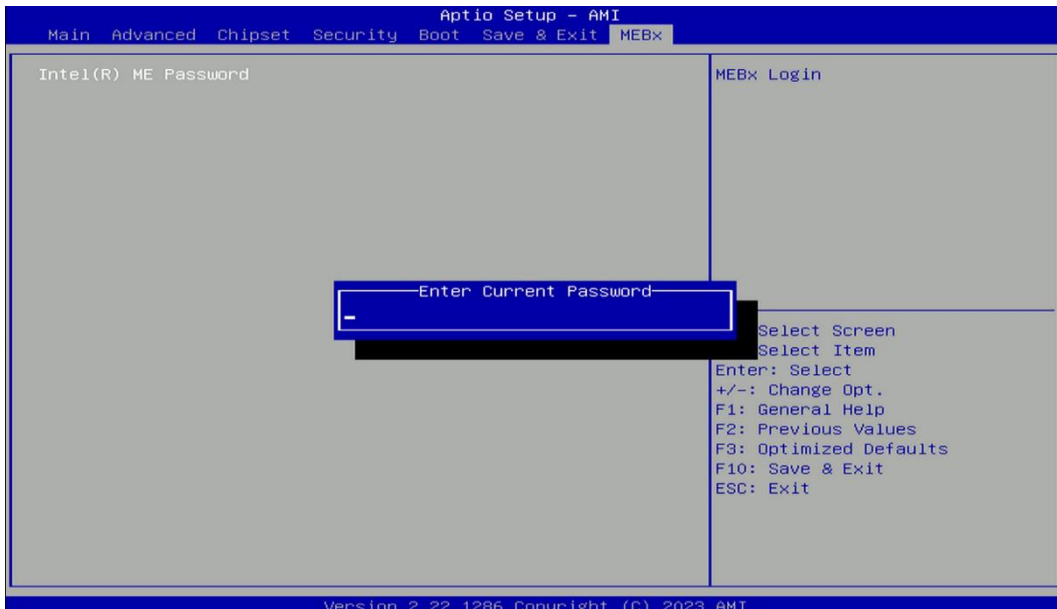 Aptio Setup – AMI
Main Advanced Chipset Security Boot Save & Exit MEBx
Intel(R) ME Password
MEBx Login
Enter Current Password
Select Screen
Select Item
Enter: Select
+/-: Change Opt.
F1: General Help
F2: Previous Values
F3: Optimized Defaults
F10: Save & Exit
ESC: Exit
Version 2.22.1286 Copyright (C) 2023 AMI